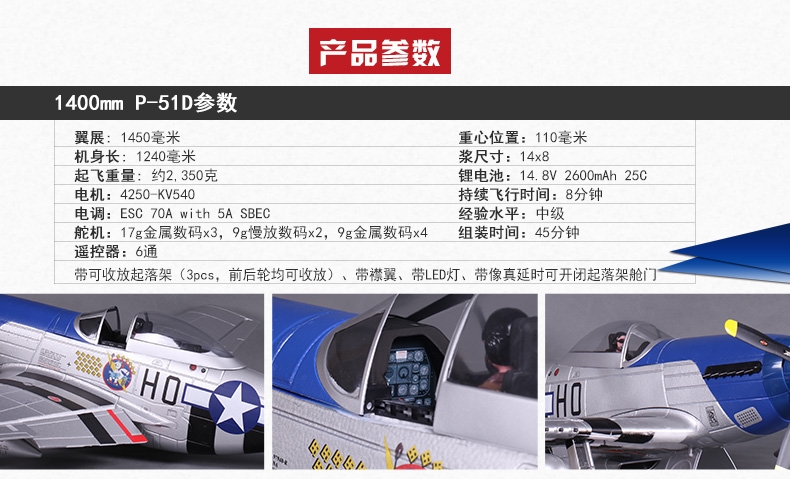 产品参数
1400mm P-51D参数
翼展: 1450毫米
重心位置: 110毫米
机身长: 1240毫米
浆尺寸: 14x8
起飞重量: 约2,350克
锂电池: 14.8V 2600mAh 25C
电机: 4250-KV540
持续飞行时间: 8分钟
电调: ESC 70A with 5A SBEC
经验水平: 中级
舵机: 17g金属数码x3, 9g慢放数码x2, 9g金属数码x4
组装时间: 45分钟
遥控器: 6通
带可收放起落架（3pcs, 前后轮均可收放）、带襟翼、带LED灯、带像真延时可开闭起落架舱门
HO
HO